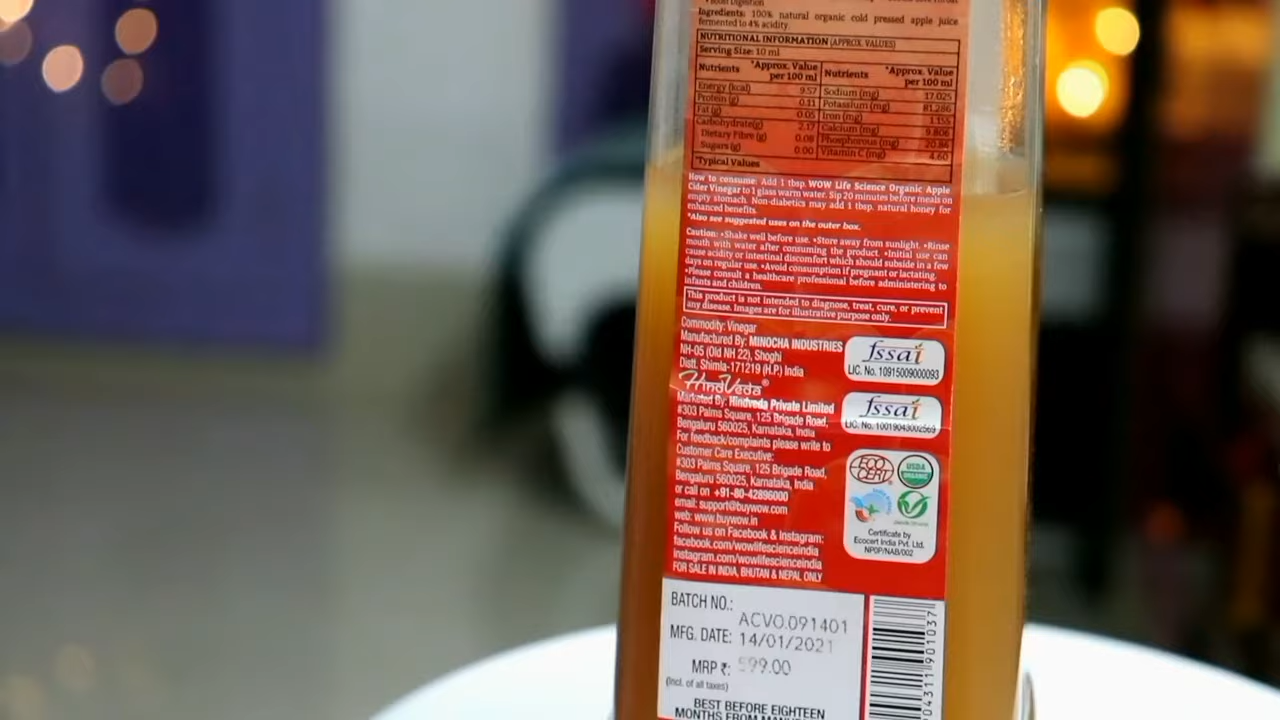 •Boost Digestion
Ingredients: 100% natural organic cold pressed apple juice
fermented to 4% acidity.
NUTRITIONAL INFORMATION (APPROX. VALUES)
Serving Size: 10 ml
Nutrients *Approx. Value per 100 ml Nutrients *Approx. Value per 100 ml
Energy (kcal) 9.57 Sodium (mg) 17.025
Protein (g) 0.11 Potassium (mg) 81.286
Fat (g) 0.05 Iron (mg) 1.155
Carbohydrate(g) 2.17 Calcium (mg) 9.806
Dietary Fibre (g) 0.08 Phosphorous (mg) 20.86
Sugars (g) 0.00 Vitamin C (mg) 4.60
*Typical Values
How to consume: Add 1 tbsp. WOW Life Science Organic Apple
Cider Vinegar to 1 glass warm water. Sip 20 minutes before meals on
empty stomach. Non-diabetics may add 1 tbsp. natural honey for
enhanced benefits.
*Also see suggested uses on the outer box.
Caution: •Shake well before use. •Store away from sunlight. •Rinse
mouth with water after consuming the product. •Initial use can
cause acidity or intestinal discomfort which should subside in a few
days on regular use. •Avoid consumption if pregnant or lactating.
•Please consult a healthcare professional before administering to
infants and children.
This product is not intended to diagnose, treat, cure, or prevent
any disease. Images are for illustrative purpose only.
Commodity: Vinegar
Manufactured By: MINOCHA INDUSTRIES
NH-05 (Old NH 22), Shoghi
Distt. Shimla-171219 (H.P.) India
fssai
LIC. No. 10915009000093
HindVeda®
Marketed By: Hindveda Private Limited
#303 Palms Square, 125 Brigade Road,
Bengaluru 560025, Karnataka, India
fssai
LIC. No. 10019043002569
For feedback/complaints please write to
Customer Care Executive:
#303 Palms Square, 125 Brigade Road,
Bengaluru 560025, Karnataka, India
or call on +91-80-42896000
email: support@buywow.com
web: www.buywow.in
Follow us on Facebook & Instagram:
facebook.com/wowlifescienceindia
instagram.com/wowlifescienceindia
FOR SALE IN INDIA, BHUTAN & NEPAL ONLY
ECO
CERT
USDA
ORGANIC
Certificate by
Ecocert India Pvt. Ltd.
NPOP/NAB/002
BATCH NO.: ACVO.091401
MFG. DATE: 14/01/2021
MRP ₹: 599.00
(Incl. of all taxes)
BEST BEFORE EIGHTEEN
MONTHS FROM
04311901037